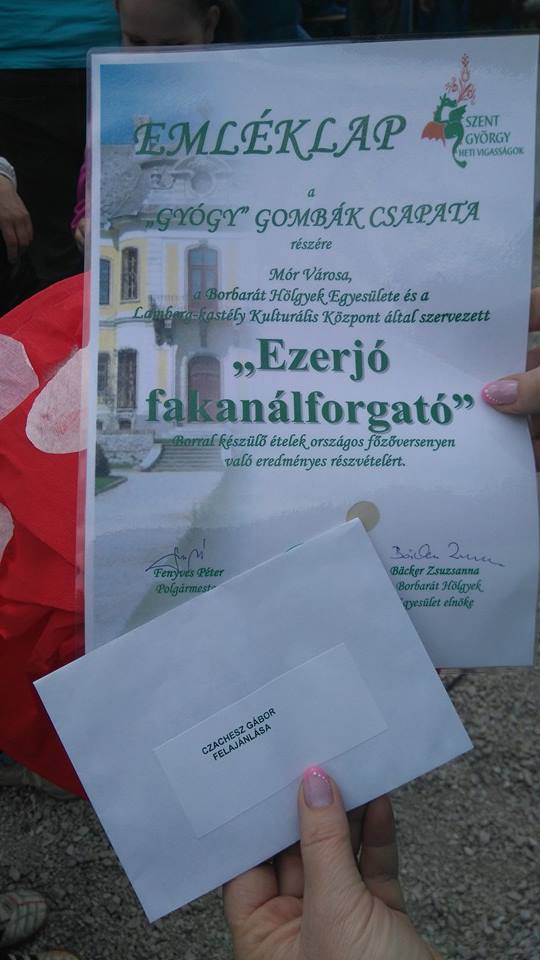 EMLÉKLAP
SZENT
GYÖRGY
HETI VIGASSÁGOK
a
„GYÓGY” GOMBÁK CSAPATA
részére
Mór Városa,
a Borbarát Hölgyek Egyesülete és a
Lamberg-kastély Kulturális Központ által szervezett
„Ezerjó
fakanálforgató”
Borral készülő ételek országos főzőversenyen
való eredményes részvételért.
Fenyves Péter
Polgármeste
Bäcker Zsuzsanna
Borbarát Hölgyek
gyesület elnöke
CZACHESZ GÁBOR
FELAJÁNLÁSA